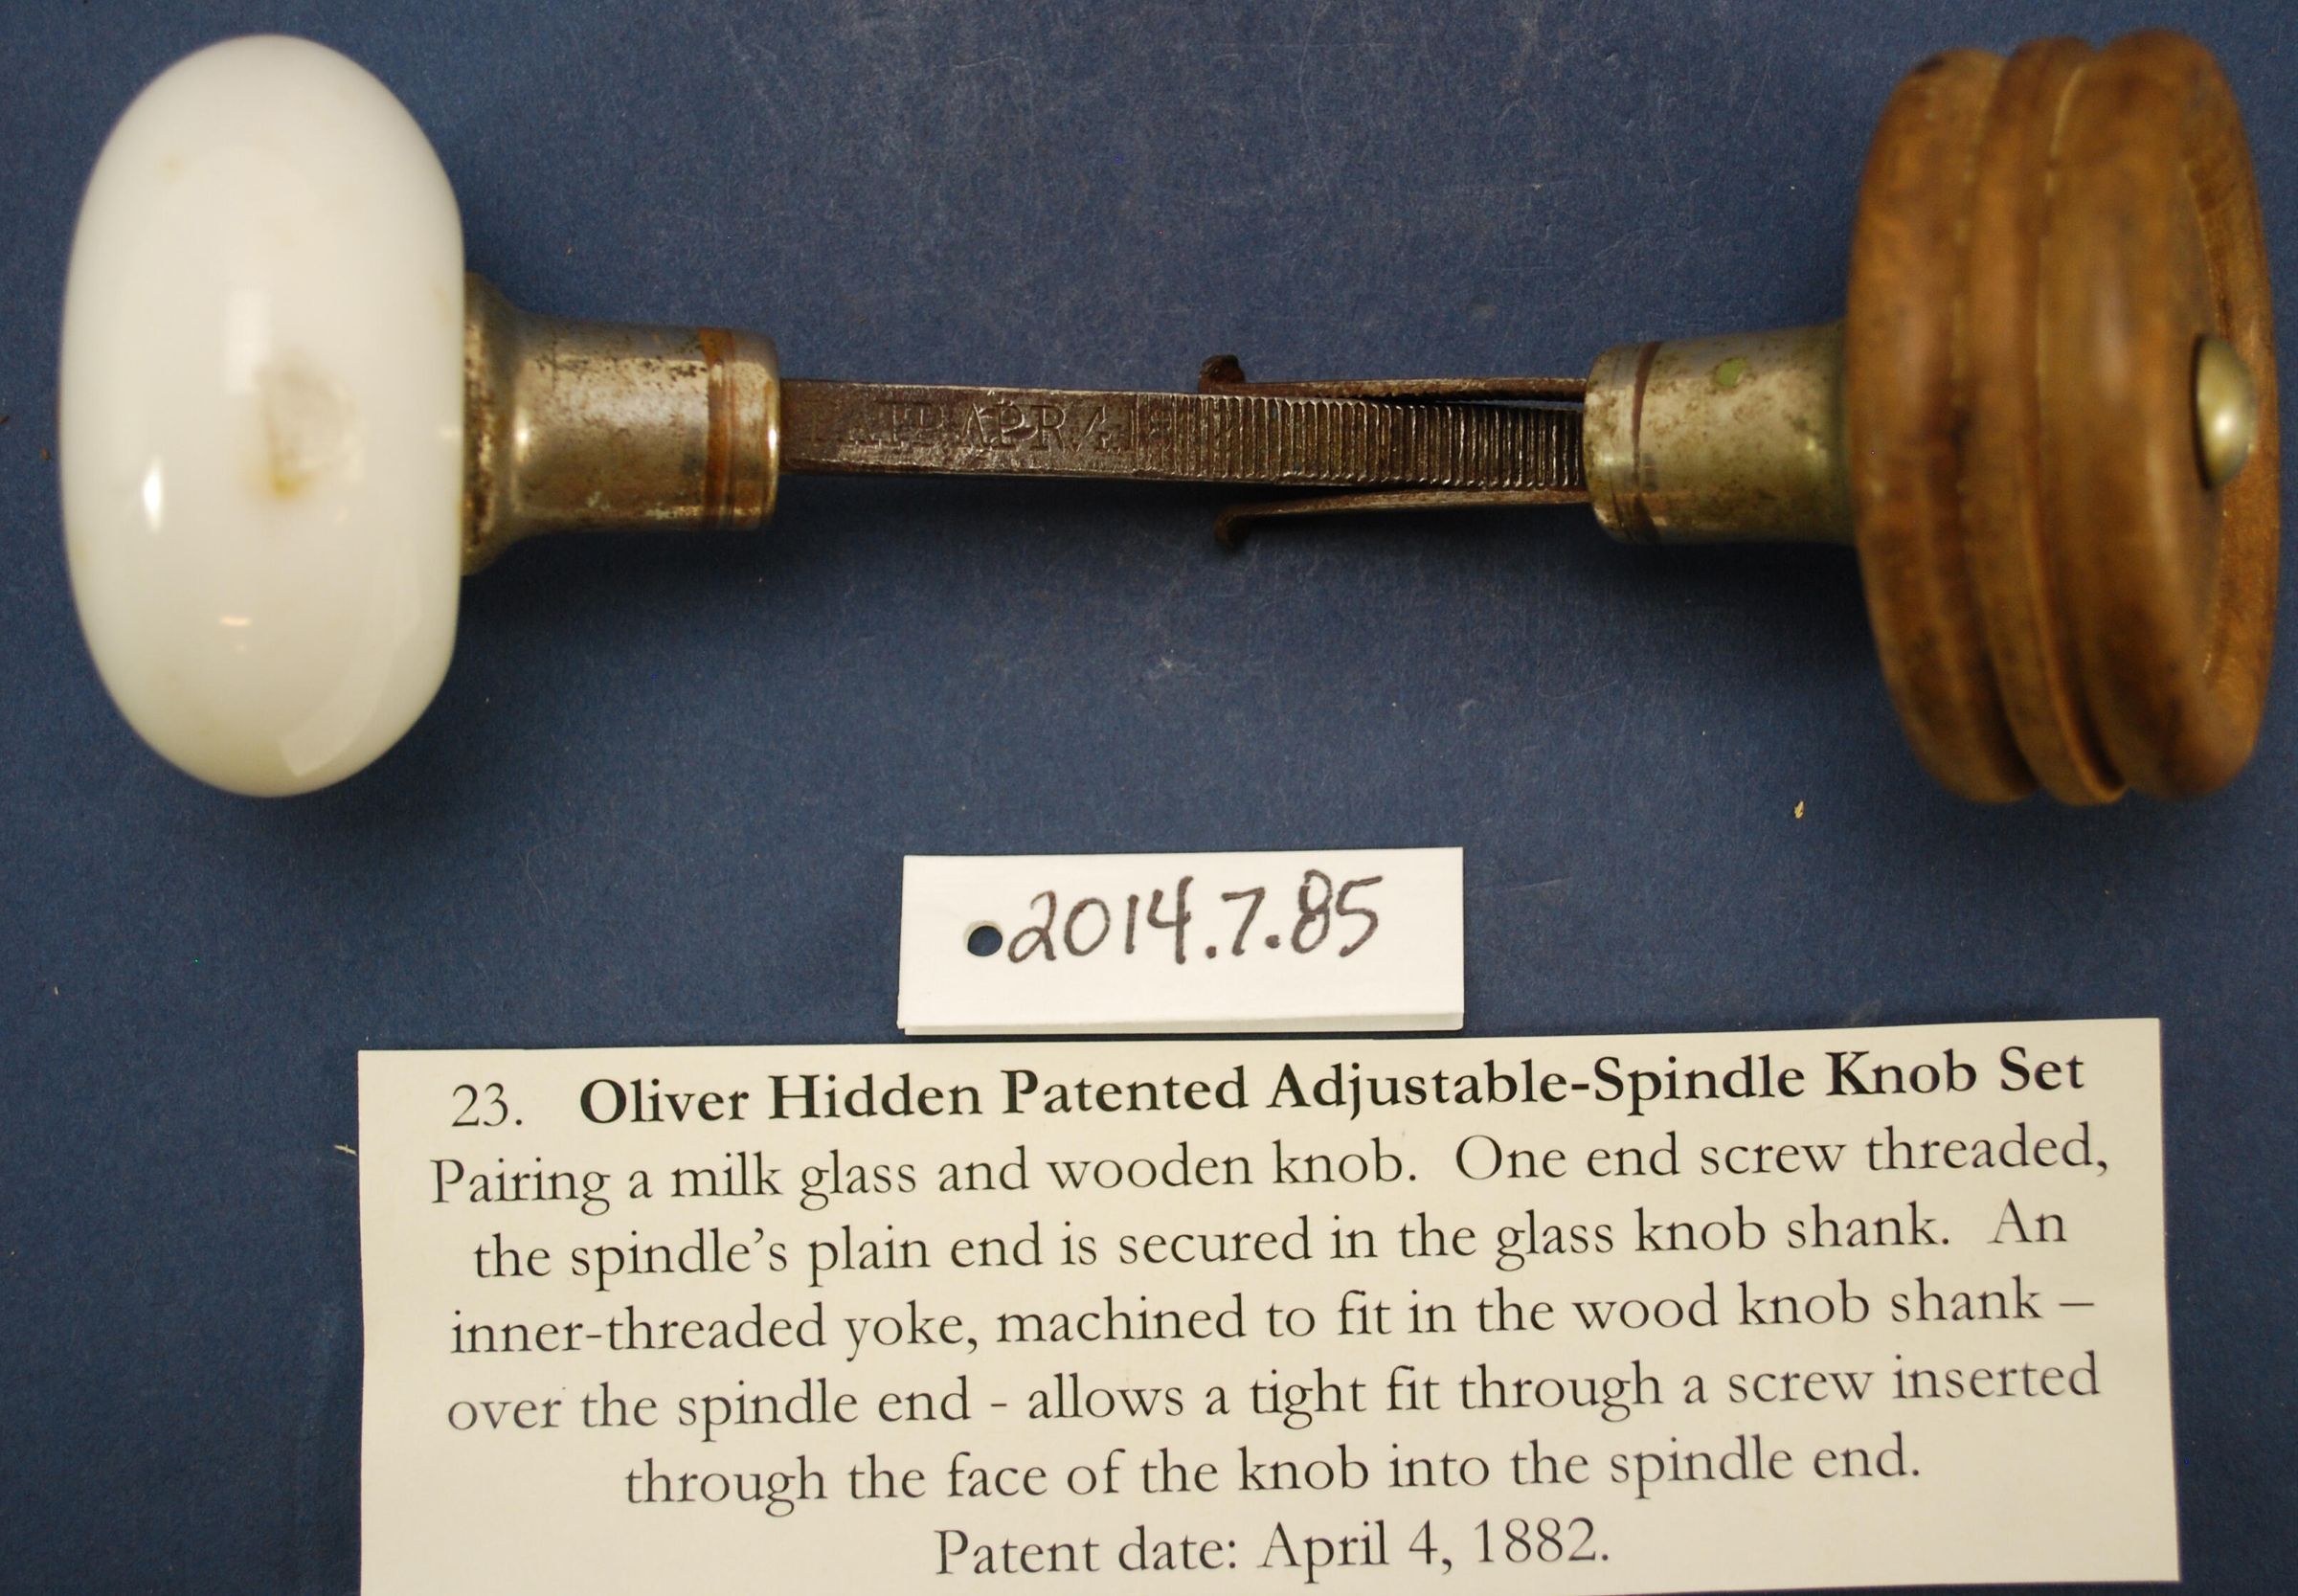 APR 4
2014.7.85
23. Oliver Hidden Patented Adjustable-Spindle Knob Set
Pairing a milk glass and wooden knob. One end screw threaded,
the spindle’s plain end is secured in the glass knob shank. An
inner-threaded yoke, machined to fit in the wood knob shank –
over the spindle end - allows a tight fit through a screw inserted
through the face of the knob into the spindle end.
Patent date: April 4, 1882.